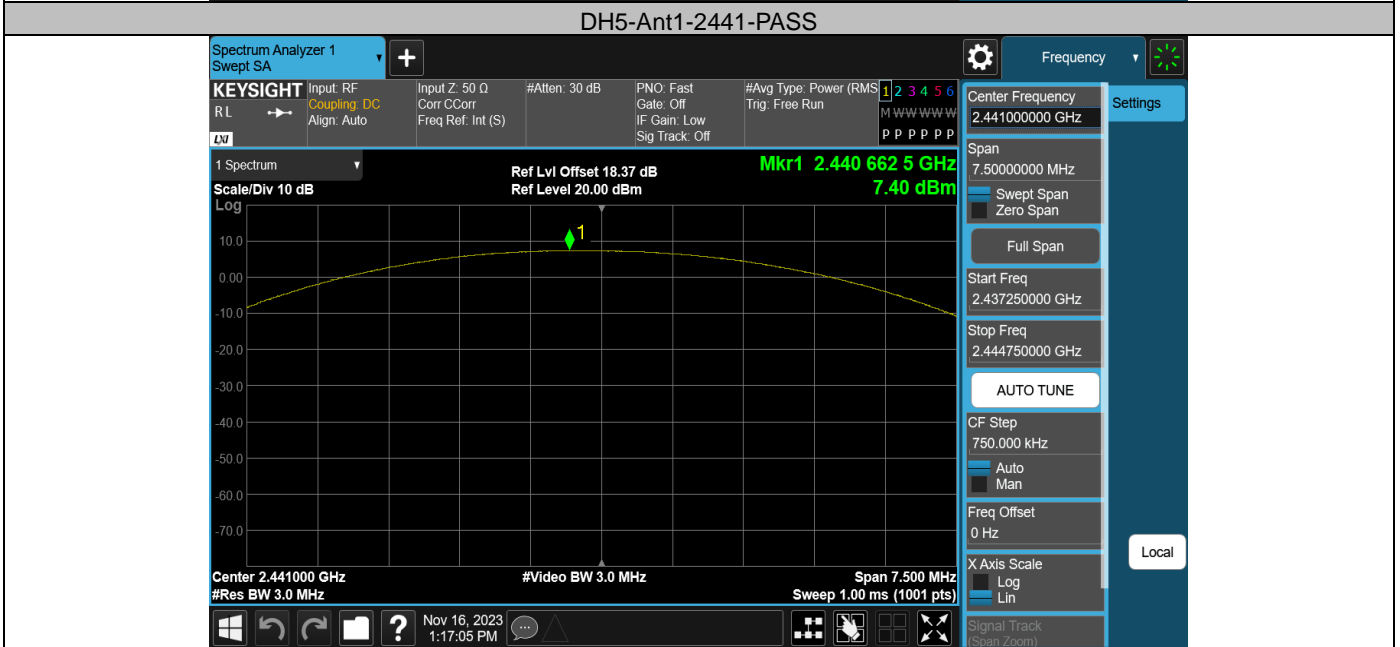 DH5-Ant1-2441-PASS
Spectrum Analyzer 1
Swept SA
Frequency
KEYSIGHT
RL
LXI
Input: RF
Coupling: DC
Align: Auto
Input Z: 50 Ω
Corr CCorr
Freq Ref: Int (S)
#Atten: 30 dB
PNO: Fast
Gate: Off
IF Gain: Low
Sig Track: Off
#Avg Type: Power (RMS
Trig: Free Run
1 2 3 4 5 6
M W W W W W
P P P P P P
1 Spectrum
Scale/Div 10 dB
Log
Ref Lvl Offset 18.37 dB
Ref Level 20.00 dBm
Mkr1 2.440 662 5 GHz
7.40 dBm
1
10.0
0.00
-10.0
-20.0
-30.0
-40.0
-50.0
-60.0
-70.0
Center 2.441000 GHz
#Res BW 3.0 MHz
#Video BW 3.0 MHz
Span 7.500 MHz
Sweep 1.00 ms (1001 pts)
Center Frequency
2.441000000 GHz
Settings
Span
7.50000000 MHz
Swept Span
Zero Span
Full Span
Start Freq
2.437250000 GHz
Stop Freq
2.444750000 GHz
AUTO TUNE
CF Step
750.000 kHz
Auto
Man
Freq Offset
0 Hz
X Axis Scale
Log
Lin
Local
Signal Track
(Span Zoom)
?
Nov 16, 2023
1:17:05 PM